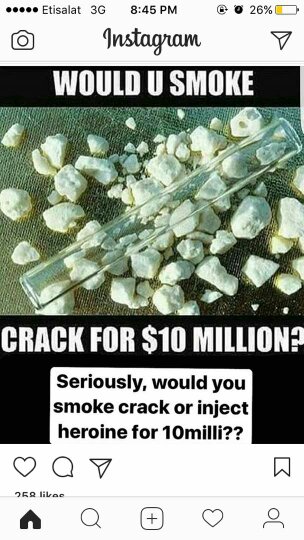 Etisalat 3G 8:45 PM 26%
Instagram
WOULD U SMOKE
CRACK FOR $10 MILLION?
Seriously, would you
smoke crack or inject
heroine for 10milli??
258 likes